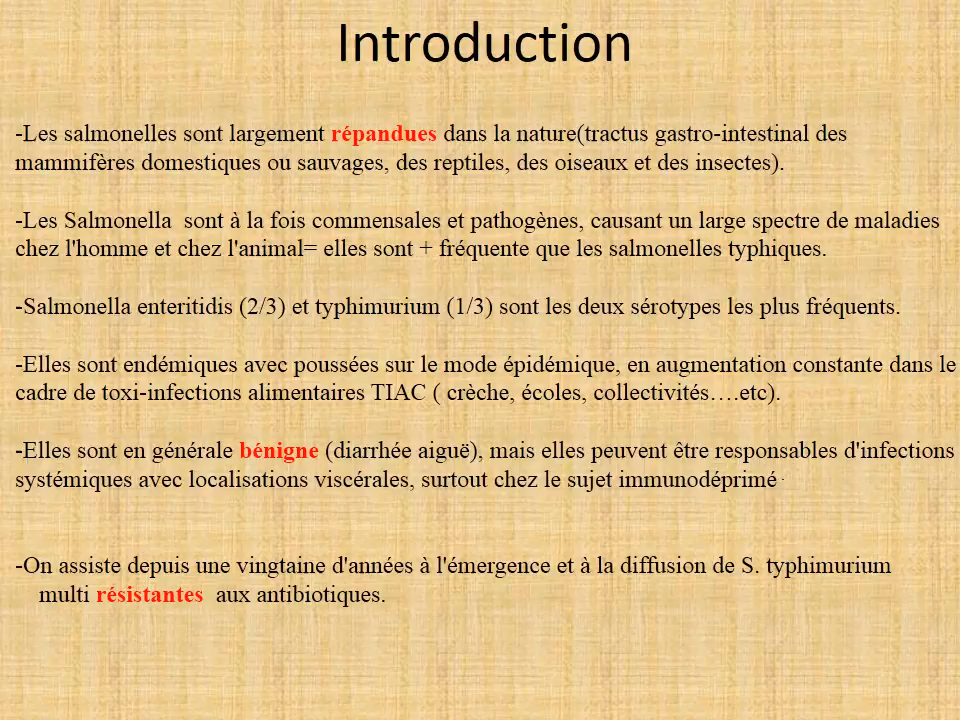 Introduction
-Les salmonelles sont largement répandues dans la nature(tractus gastro-intestinal des
mammifères domestiques ou sauvages, des reptiles, des oiseaux et des insectes).
-Les Salmonella  sont à la fois commensales et pathogènes, causant un large spectre de maladies
chez l'homme et chez l'animal= elles sont + fréquente que les salmonelles typhiques.
-Salmonella enteritidis (2/3) et typhimurium (1/3) sont les deux sérotypes les plus fréquents.
-Elles sont endémiques avec poussées sur le mode épidémique, en augmentation constante dans le
cadre de toxi-infections alimentaires TIAC ( crèche, écoles, collectivités….etc).
-Elles sont en générale bénigne (diarrhée aiguë), mais elles peuvent être responsables d'infections
systémiques avec localisations viscérales, surtout chez le sujet immunodéprimé.
-On assiste depuis une vingtaine d'années à l'émergence et à la diffusion de S. typhimurium
multi résistantes  aux antibiotiques.